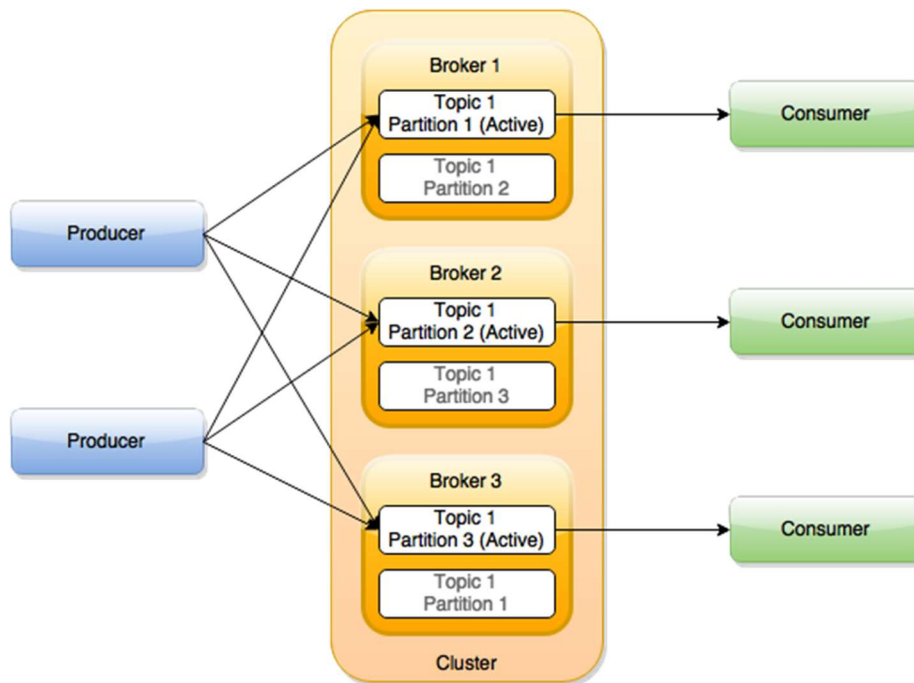 Broker 1
Topic 1
Partition 1 (Active)
Topic 1
Partition 2
Consumer
Producer
Broker 2
Topic 1
Partition 2 (Active)
Topic 1
Partition 3
Consumer
Producer
Broker 3
Topic 1
Partition 3 (Active)
Topic 1
Partition 1
Consumer
Cluster